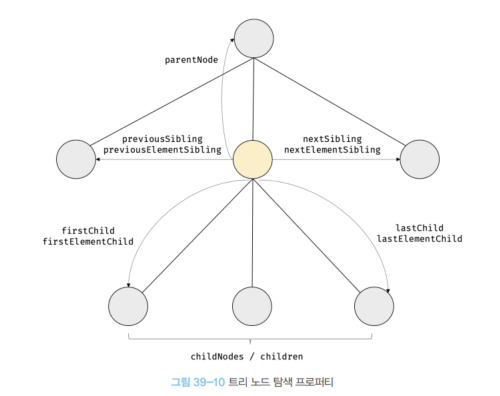 parentNode
previousSibling
previousElementSibling
nextSibling
nextElementSibling
firstChild
firstElementChild
lastChild
lastElementChild
childNodes / children
그림 39-10 트리 노드 탐색 프로퍼티